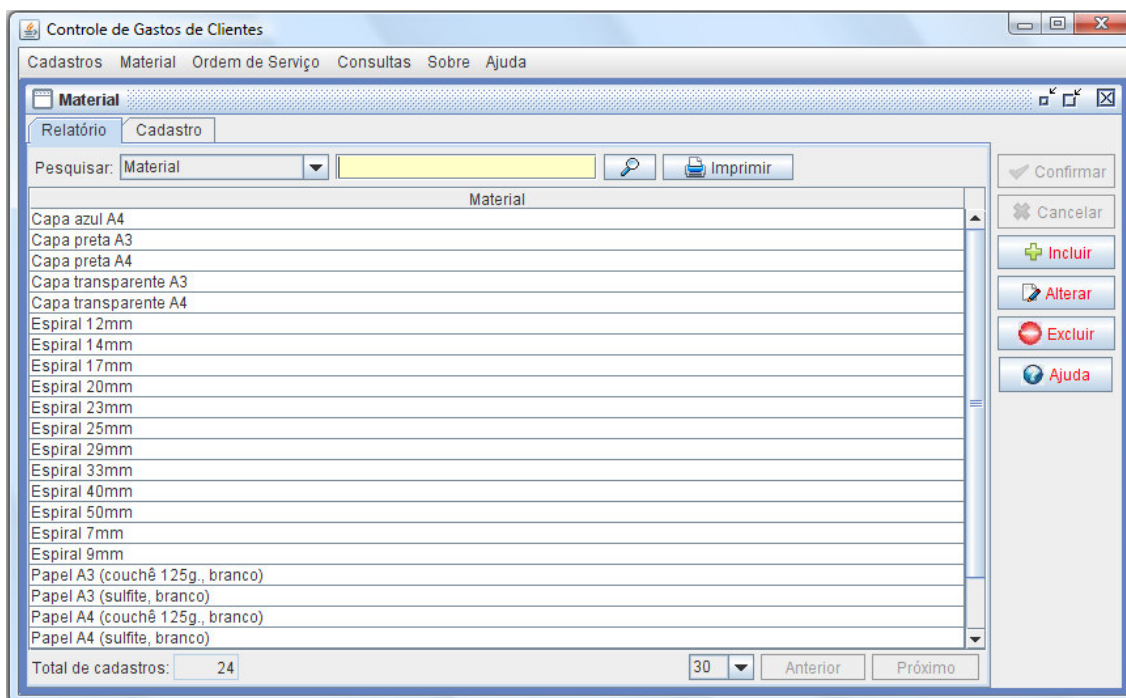 Controle de Gastos de Clientes
Cadastros Material Ordem de Serviço Consultas Sobre Ajuda
Material
Relatório Cadastro
Pesquisar: Material Imprimir
Material
Capa azul A4
Capa preta A3
Capa preta A4
Capa transparente A3
Capa transparente A4
Espiral 12mm
Espiral 14mm
Espiral 17mm
Espiral 20mm
Espiral 23mm
Espiral 25mm
Espiral 29mm
Espiral 33mm
Espiral 40mm
Espiral 50mm
Espiral 7mm
Espiral 9mm
Papel A3 (couchê 125g., branco)
Papel A3 (sulfite, branco)
Papel A4 (couchê 125g., branco)
Papel A4 (sulfite, branco)
Total de cadastros: 24 30 Anterior Próximo
Confirmar
Cancelar
Incluir
Alterar
Excluir
Ajuda